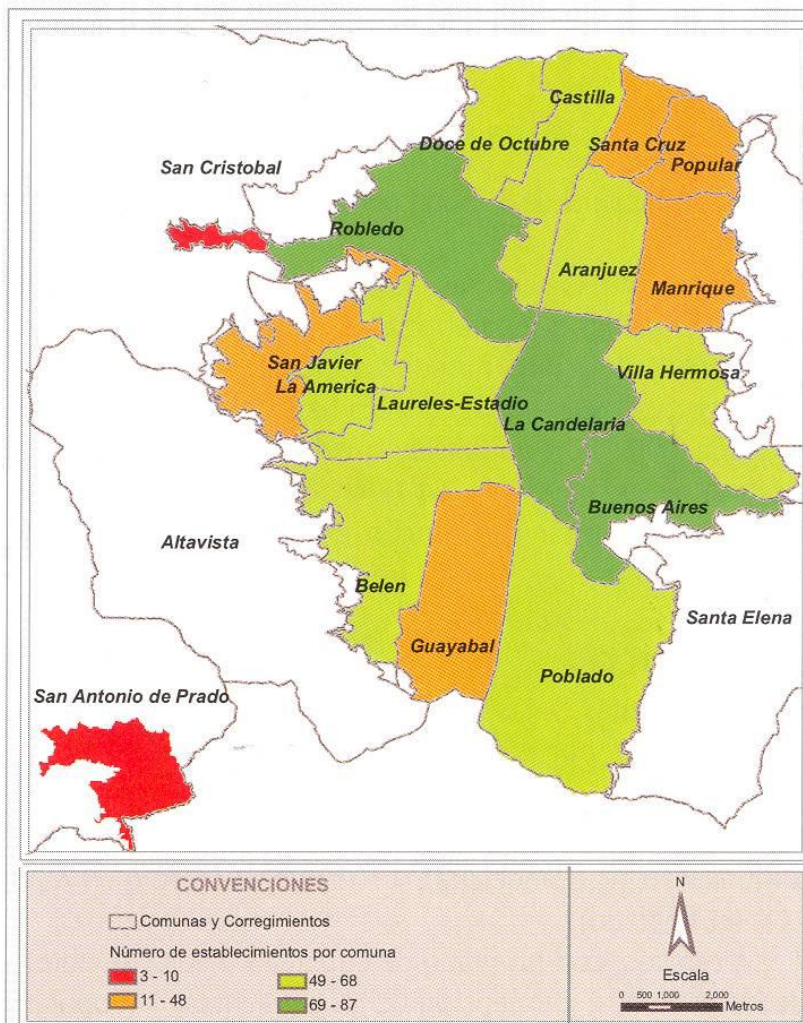 Castilla
Doce de Octubre
Santa Cruz
San Cristobal
Popular
Robledo
Aranjuez
Manrique
San Javier
Villa Hermosa
La America
Laureles-Estadio
La Candelaria
Buenos Aires
Altavista
Belen
Santa Elena
Guayabal
Poblado
San Antonio de Prado
CONVENCIONES
Comunas y Corregimientos
Número de establecimientos por comuna
3 - 10
49 - 68
11 - 48
69 - 87
N
Escala
0 500 1,000 2,000
Metros